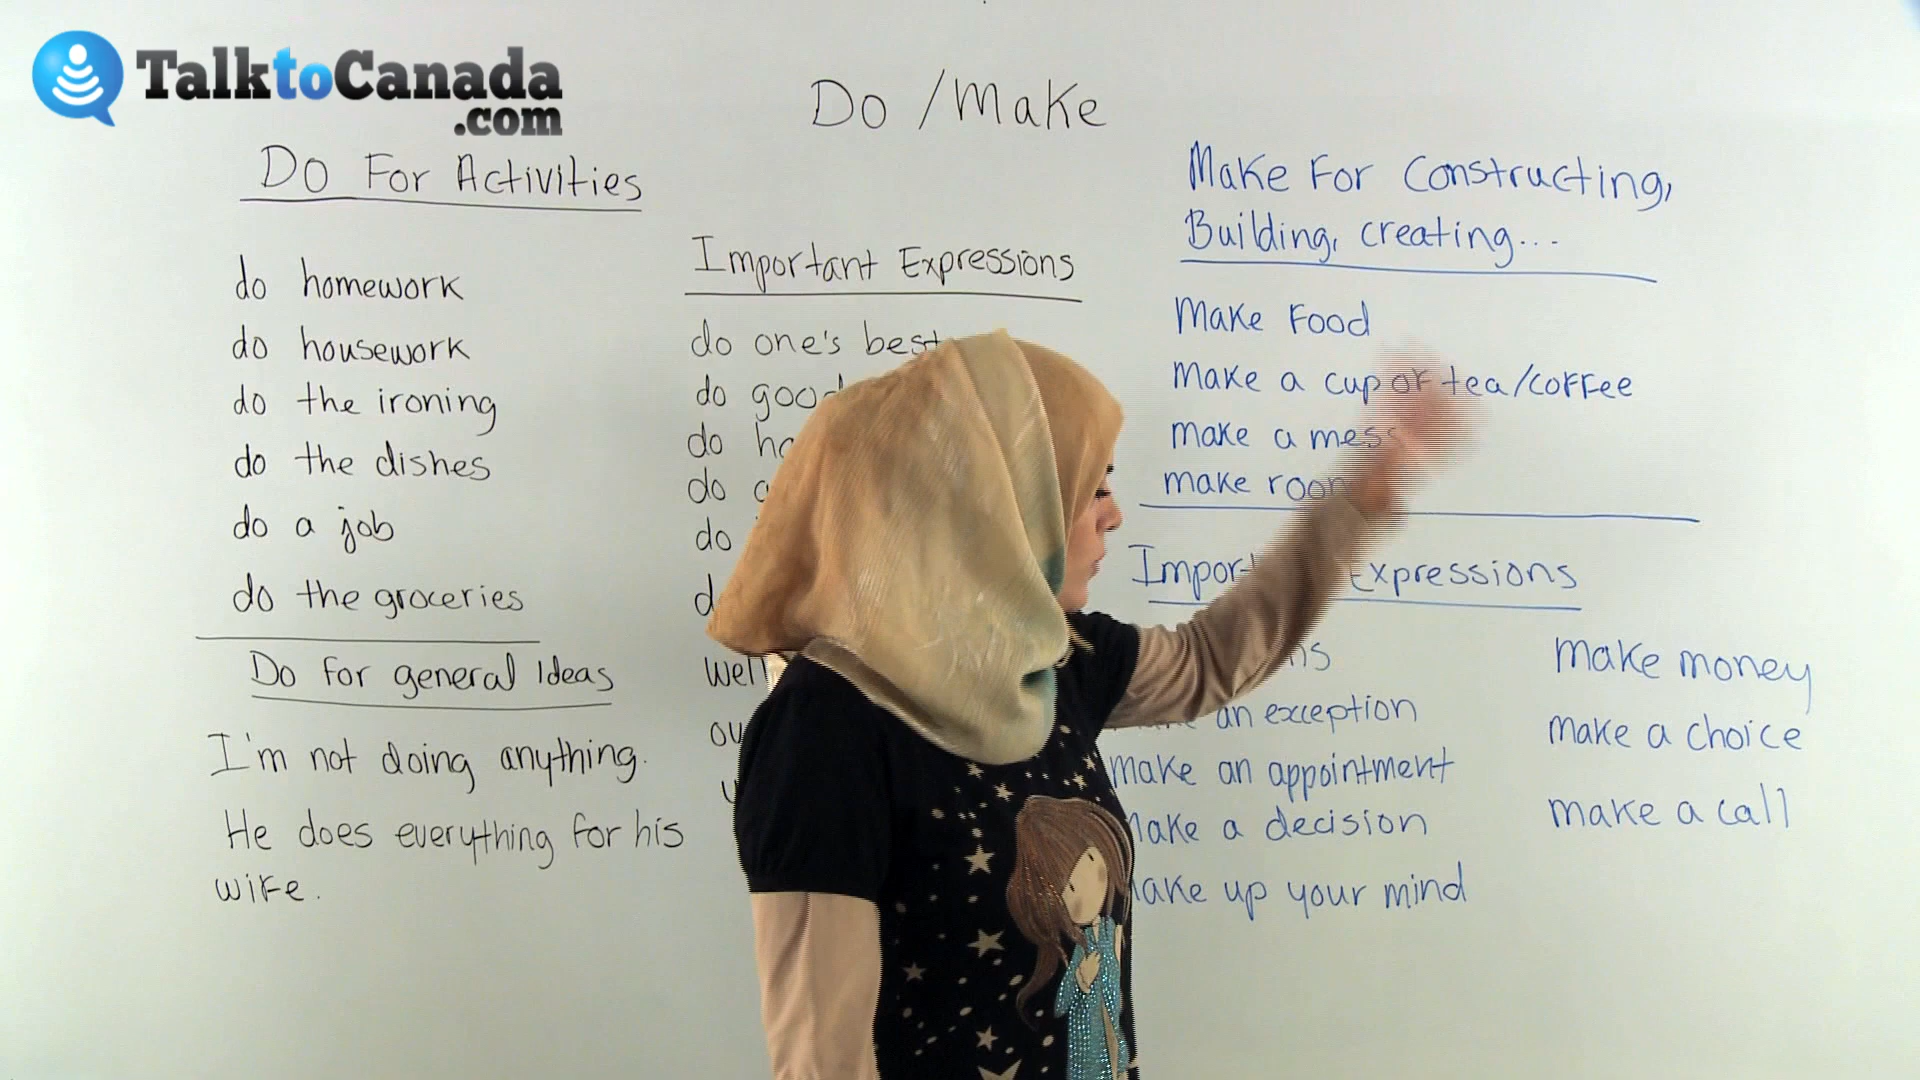 TalktoCanada
.com
Do / Make
Do For Activities
do homework
do housework
do the ironing
do the dishes
do a job
do the groceries
Do For general Ideas
I'm not doing anything.
He does everything for his
wife.
Important Expressions
do one's best
do good
do
do
do
Make For Constructing,
Building, creating...
Make Food
make a cup of tea/coffee
make a mess
make room
Important Expressions
an exception
make an appointment
make a decision
make up your mind
make money
make a choice
make a call